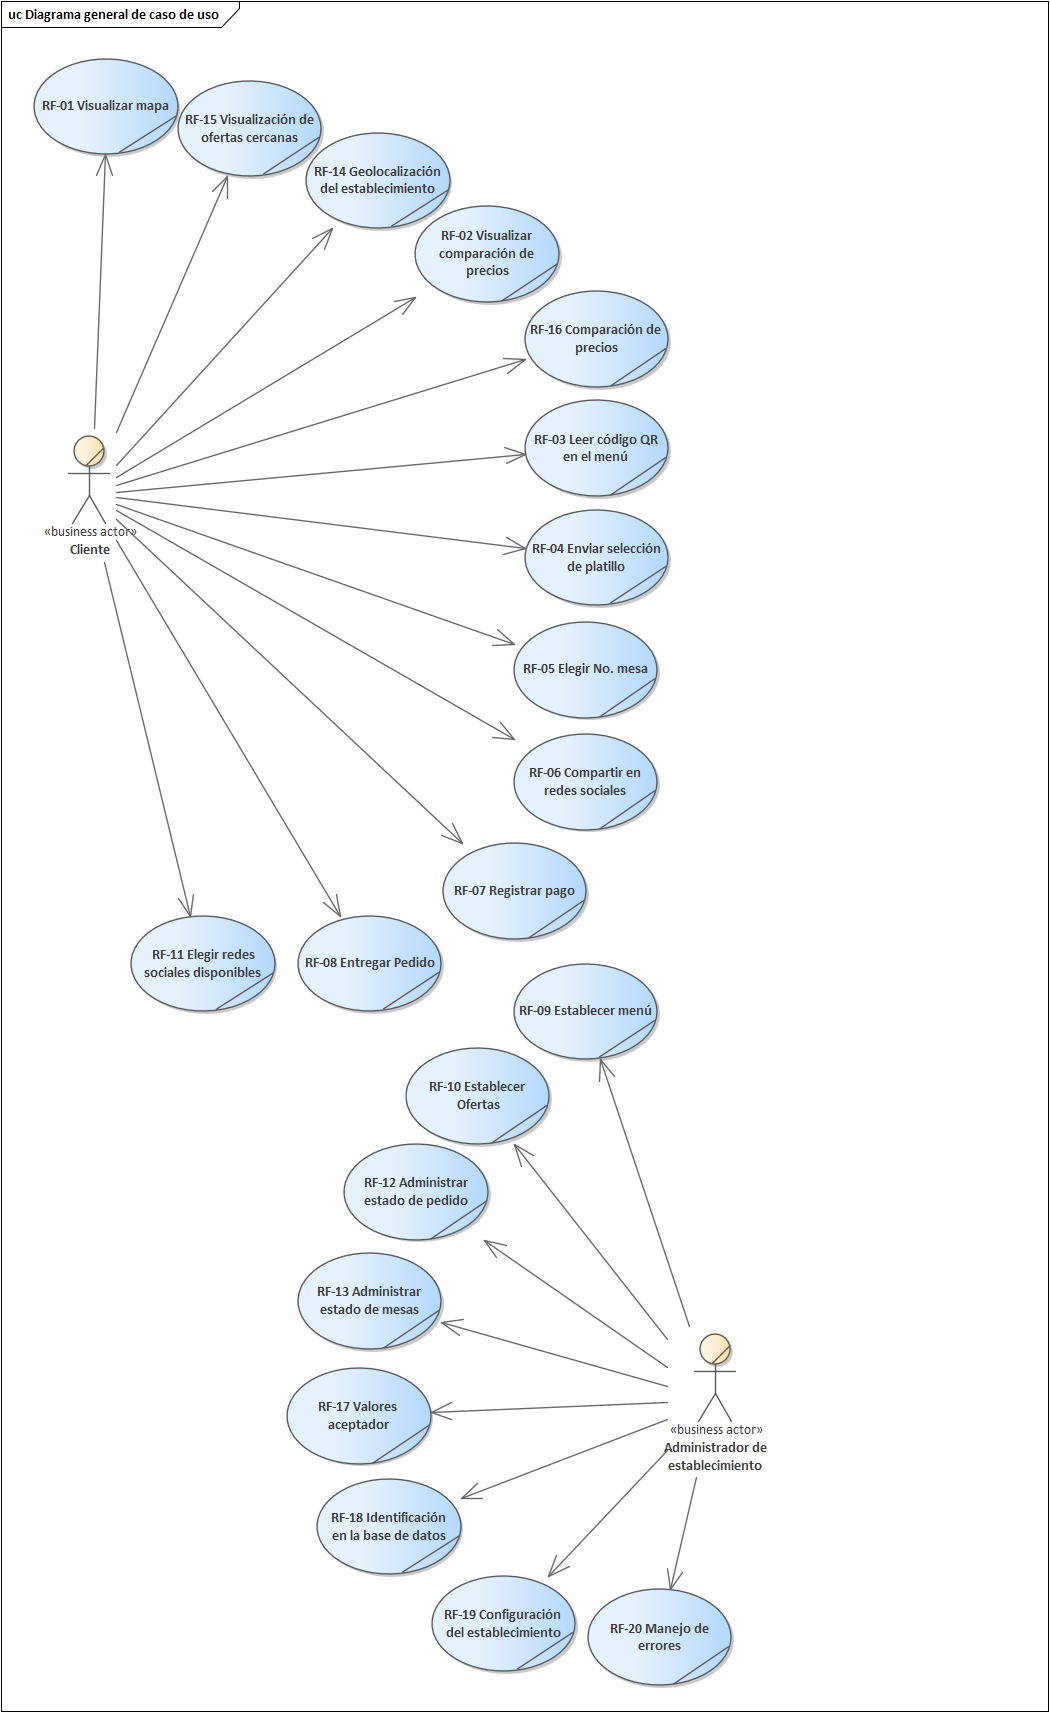 uc Diagrama general de caso de uso
RF-01 Visualizar mapa
RF-15 Visualización de
ofertas cercanas
RF-14 Geolocalización
del establecimiento
RF-02 Visualizar
comparación de
precios
RF-16 Comparación de
precios
RF-03 Leer código QR
en el menú
«business actor»
Cliente
RF-04 Enviar selección
de platillo
RF-05 Elegir No. mesa
RF-06 Compartir en
redes sociales
RF-07 Registrar pago
RF-11 Elegir redes
sociales disponibles
RF-08 Entregar Pedido
RF-09 Establecer menú
RF-10 Establecer
Ofertas
RF-12 Administrar
estado de pedido
RF-13 Administrar
estado de mesas
RF-17 Valores
aceptador
«business actor»
Administrador de
establecimiento
RF-18 Identificación
en la base de datos
RF-19 Configuración
del establecimiento
RF-20 Manejo de
errores